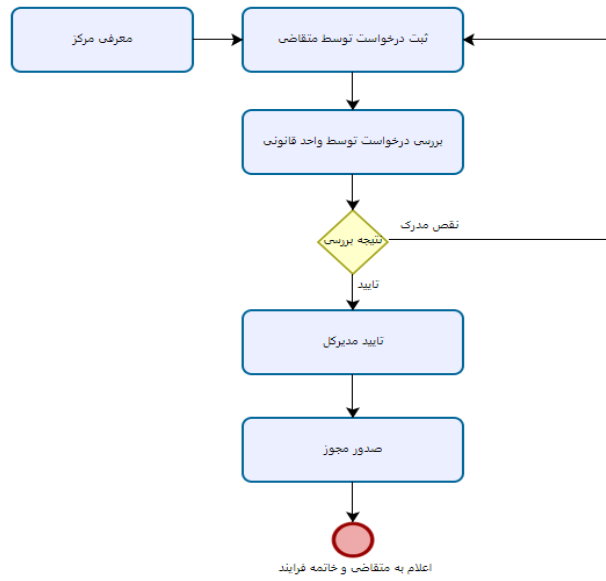 معرفی مرکز
ثبت درخواست توسط متقاضی
بررسی درخواست توسط واحد قانونی
نتیجه بررسی
نقص مدرک
تایید
تایید مدیرکل
صدور مجوز
اعلام به متقاضی و خاتمه فرایند